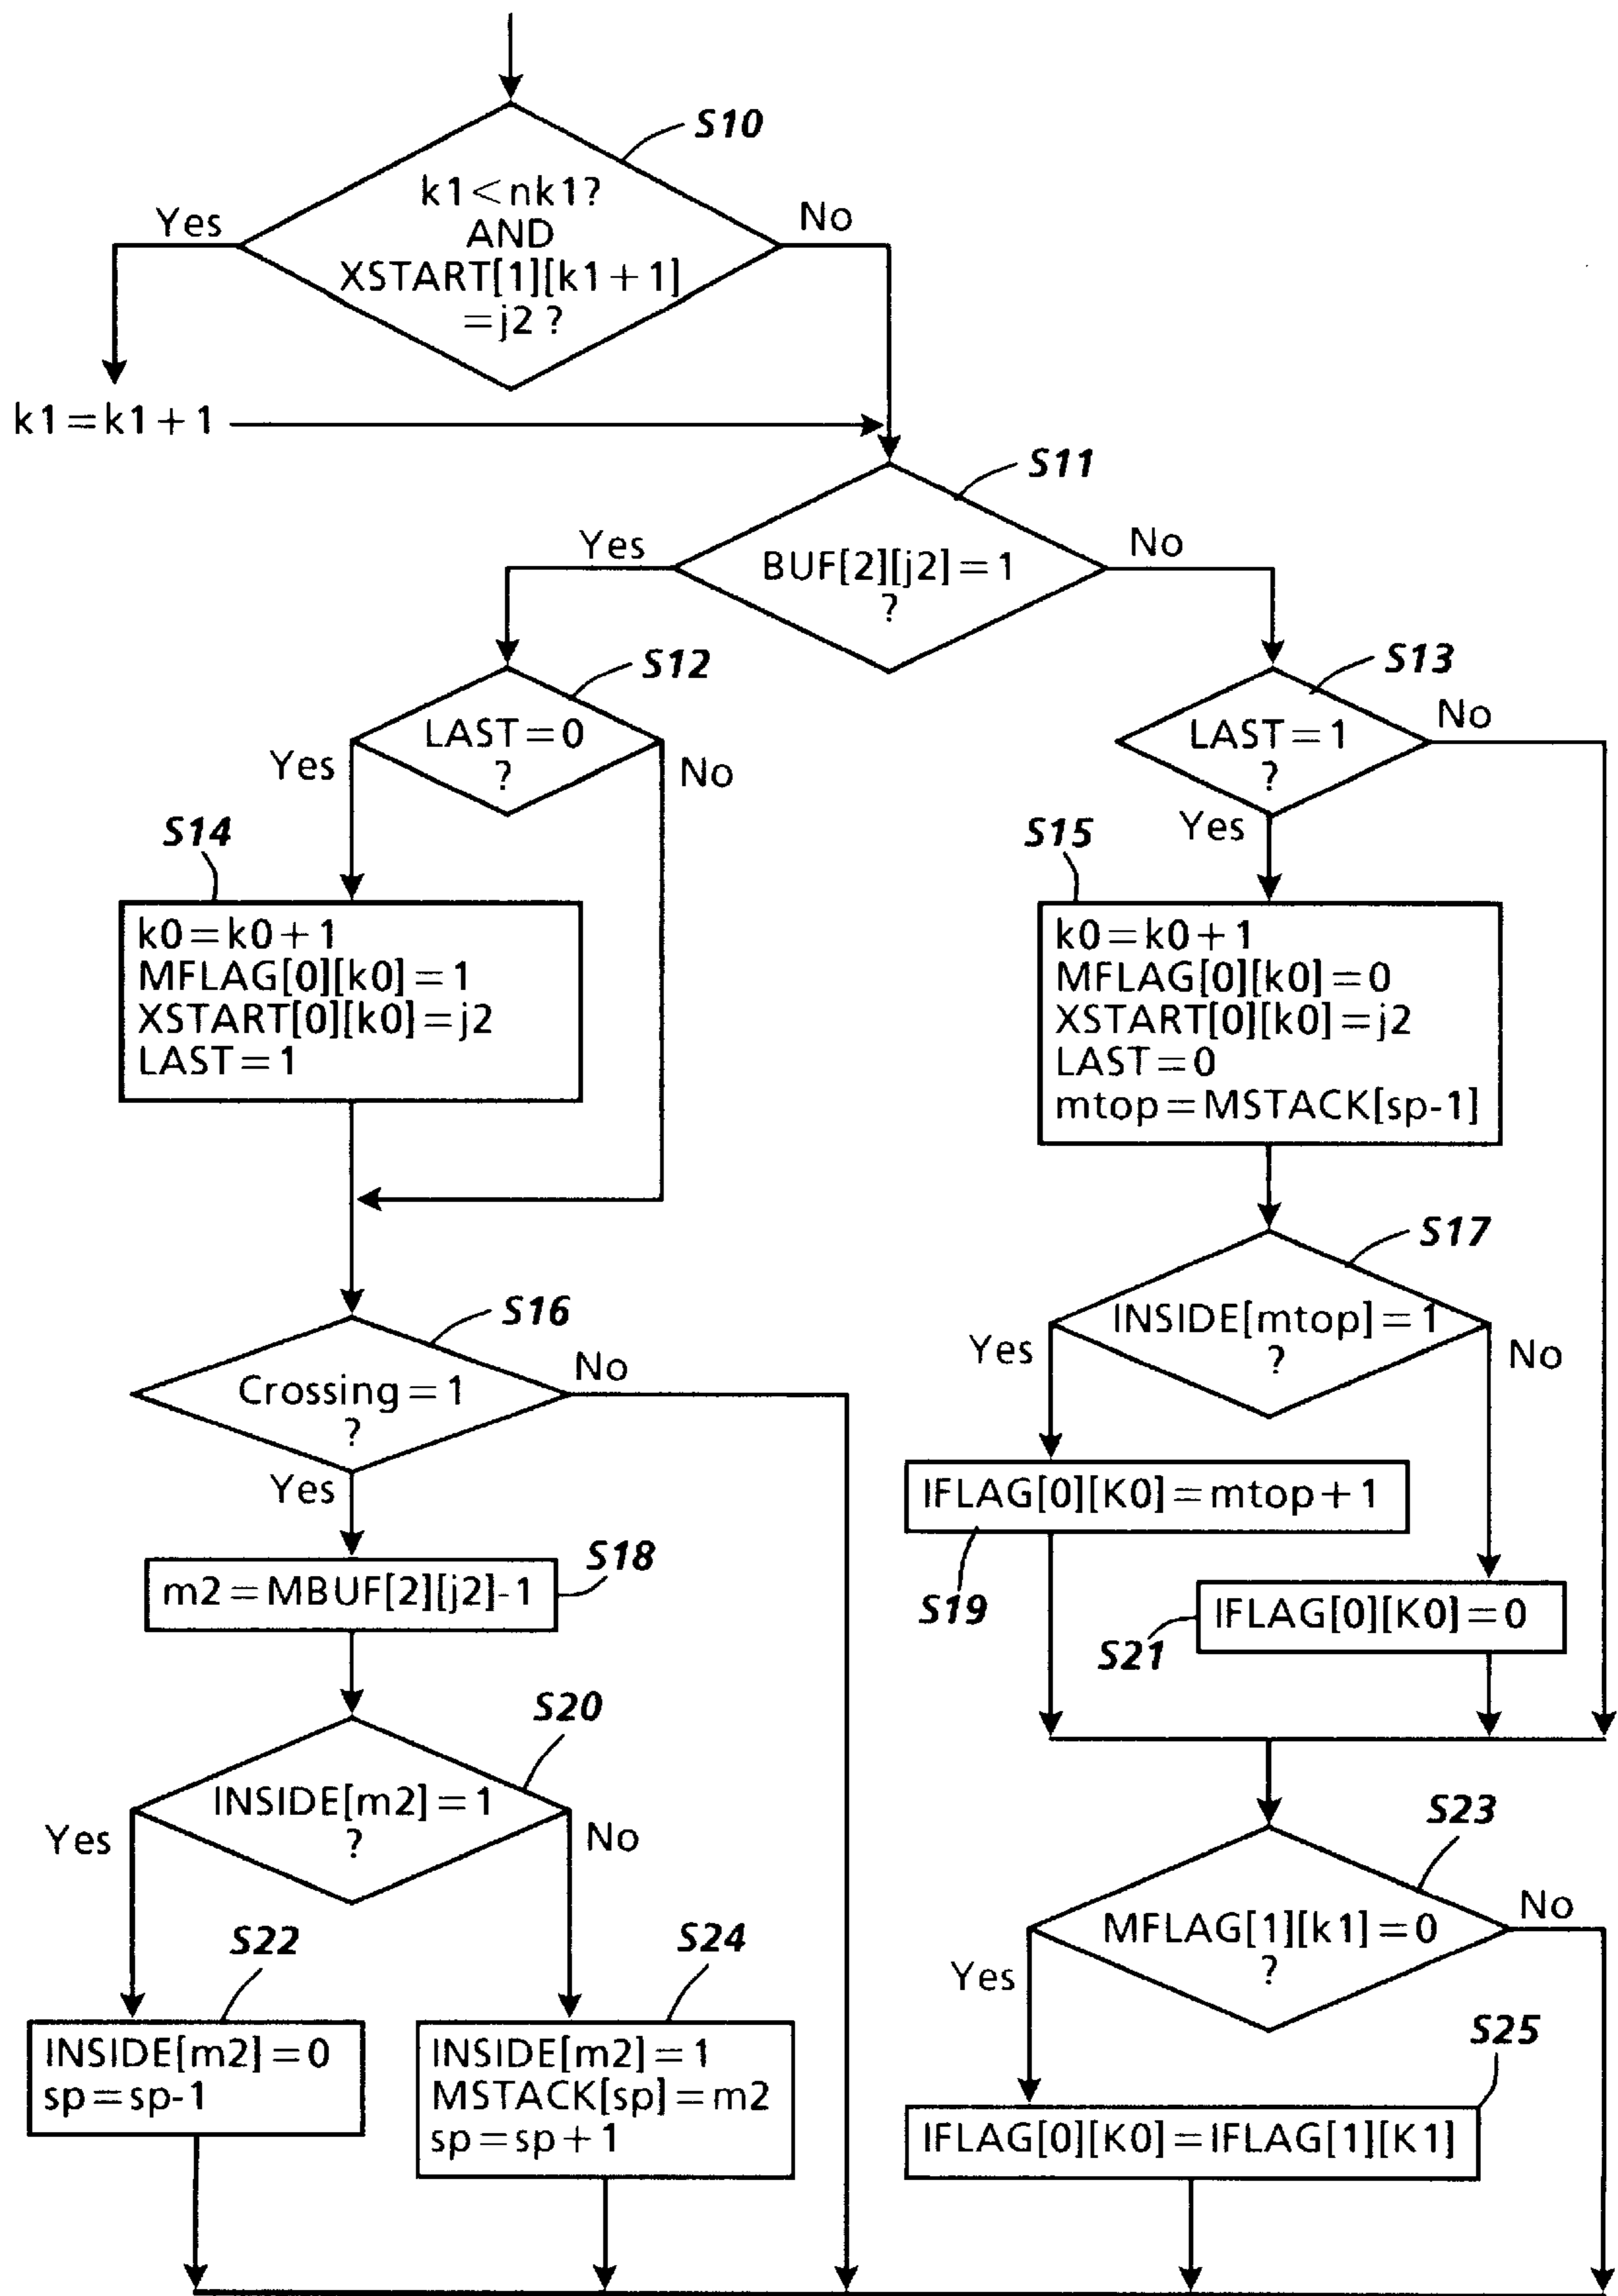 S10
k1<nk1?
AND
XSTART[1][k1+1]
=j2 ?
Yes
No
k1=k1+1
S11
BUF[2][j2]=1
?
Yes
No
S12
LAST=0
?
Yes
No
S13
LAST=1
?
No
Yes
S14
k0=k0+1
MFLAG[0][k0]=1
XSTART[0][k0]=j2
LAST=1
S15
k0=k0+1
MFLAG[0][k0]=0
XSTART[0][k0]=j2
LAST=0
mtop=MSTACK[sp-1]
S16
Crossing=1
?
No
Yes
S17
INSIDE[mtop]=1
?
Yes
No
IFLAG[0][K0]=mtop+1
S19
IFLAG[0][K0]=0
S21
m2=MBUF[2][j2]-1
S18
S20
INSIDE[m2]=1
?
Yes
No
S23
MFLAG[1][k1]=0
?
Yes
No
S22
INSIDE[m2]=0
sp=sp-1
S24
INSIDE[m2]=1
MSTACK[sp]=m2
sp=sp+1
S25
IFLAG[0][K0]=IFLAG[1][K1]